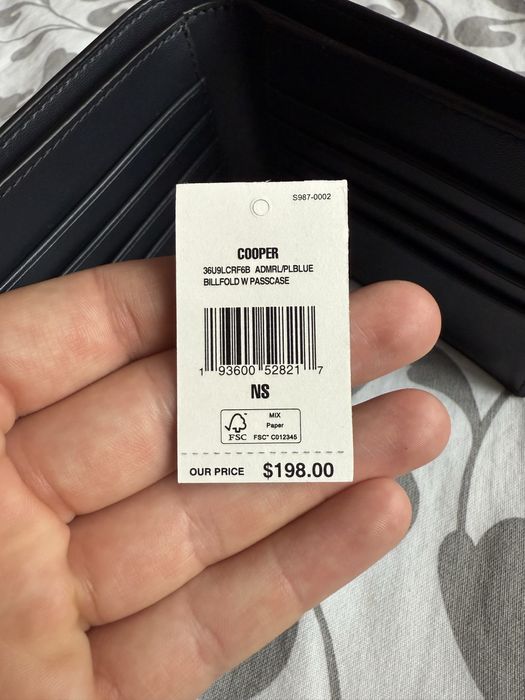 S987-0002
COOPER
36U9LCRF6B ADMRL/PLBLUE
BILLFOLD W PASSCASE
1 93600 52821 7
NS
FSC
MIX
Paper
FSC® C012345
OUR PRICE $198.00